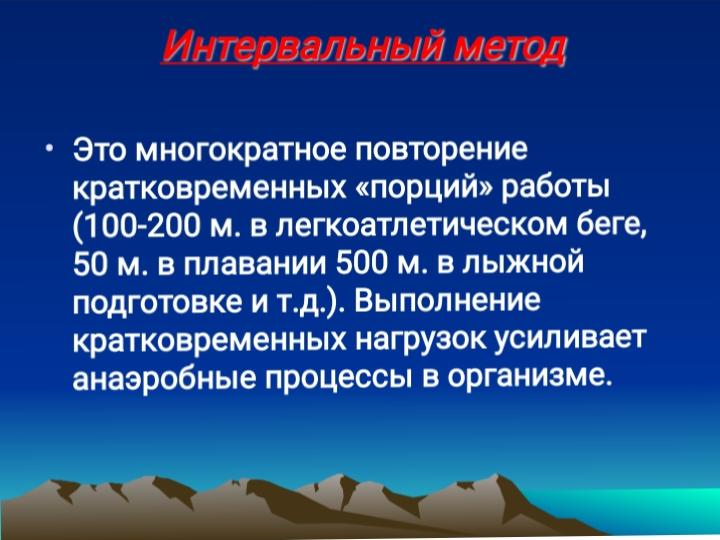 Интервальный метод
• Это многократное повторение
кратковременных «порций» работы
(100-200 м. в легкоатлетическом беге,
50 м. в плавании 500 м. в лыжной
подготовке и т.д.). Выполнение
кратковременных нагрузок усиливает
анаэробные процессы в организме.